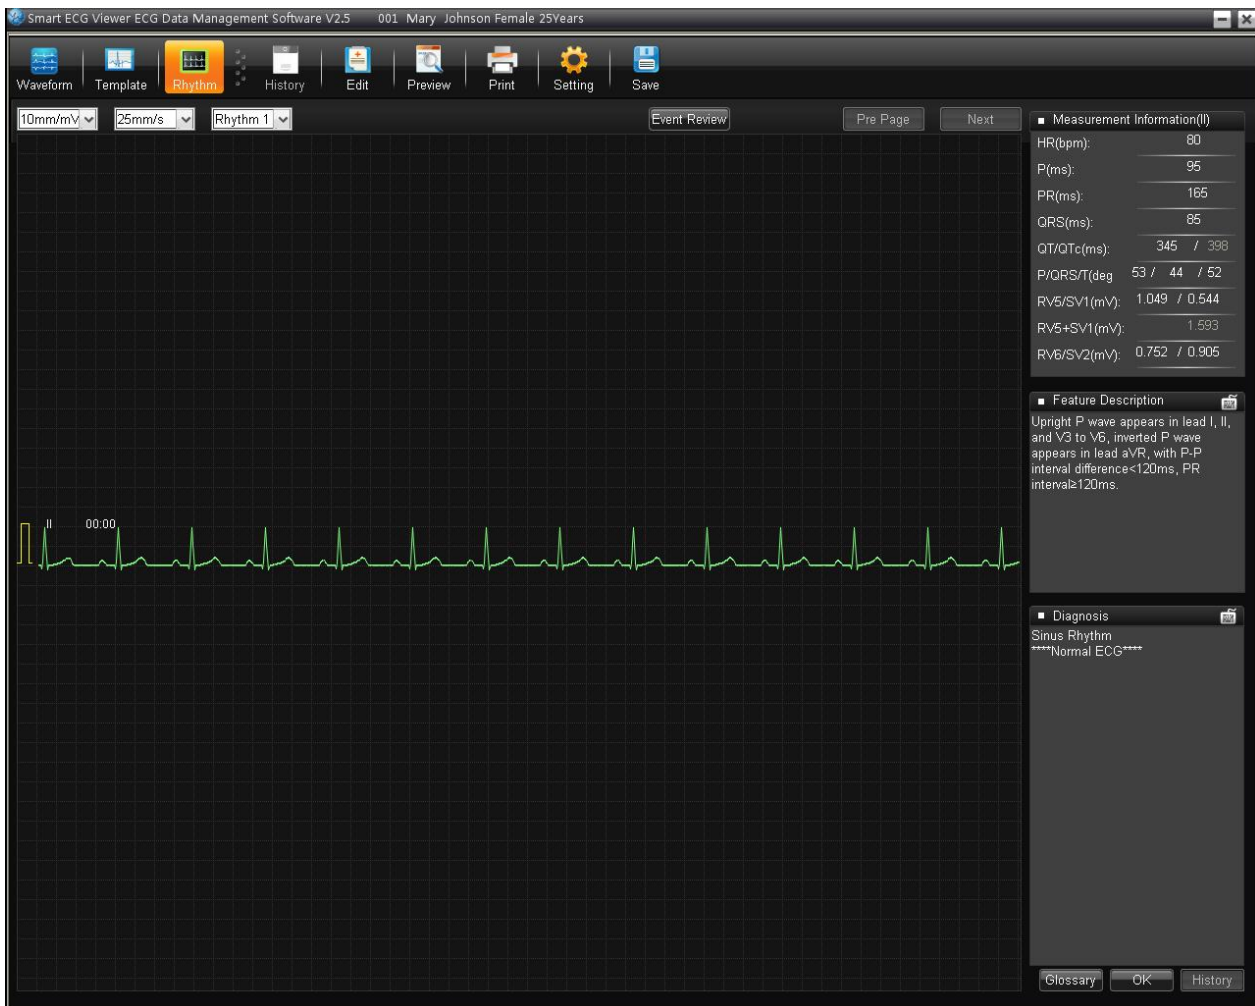 Smart ECG Viewer ECG Data Management Software V2.5 001 Mary Johnson Female 25Years
Waveform Template Rhythm History Edit Preview Print Setting Save
10mm/mV 25mm/s Rhythm 1 Event Review Pre Page Next
Measurement Information(II)
HR(bpm): 80
P(ms): 95
PR(ms): 165
QRS(ms): 85
QT/QTc(ms): 345 / 398
P/QRS/T(deg 53 / 44 / 52
RV5/SV1(mV): 1.049 / 0.544
RV5+SV1(mV): 1.593
RV6/SV2(mV): 0.752 / 0.905
Feature Description
Upright P wave appears in lead I, II,
and V3 to V6, inverted P wave
appears in lead aVR, with P-P
interval difference<120ms, PR
interval≥120ms.
II 00:00
Diagnosis
Sinus Rhythm
****Normal ECG****
Glossary OK History